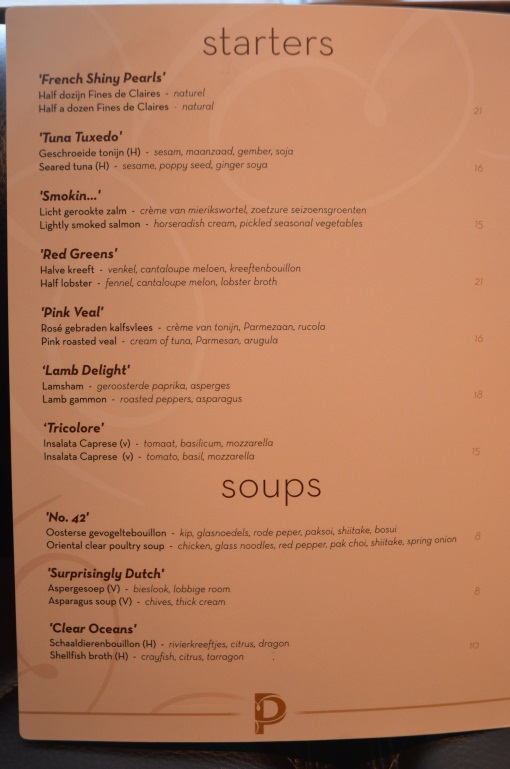 starters
'French Shiny Pearls'
Half dozijn Fines de Claires - naturel
Half a dozen Fines de Claires - natural
21
'Tuna Tuxedo'
Geschroeide tonijn (H) - sesam, maanzaad, gember, soja
Seared tuna (H) - sesame, poppy seed, ginger soya
16
'Smokin...'
Licht gerookte zalm - crème van mierikswortel, zoetzure seizoensgroenten
Lightly smoked salmon - horseradish cream, pickled seasonal vegetables
15
'Red Greens'
Halve kreeft - venkel, cantaloupe meloen, kreeftenbouillon
Half lobster - fennel, cantaloupe melon, lobster broth
21
'Pink Veal'
Rosé gebraden kalfsvlees - crème van tonijn, Parmezaan, rucola
Pink roasted veal - cream of tuna, Parmesan, arugula
16
'Lamb Delight'
Lamsham - geroosterde paprika, asperges
Lamb gammon - roasted peppers, asparagus
18
'Tricolore'
Insalata Caprese (v) - tomaat, basilicum, mozzarella
Insalata Caprese (v) - tomato, basil, mozzarella
15
soups
'No. 42'
Oosterse gevogeltebouillon - kip, glasnoedels, rode peper, paksoi, shiitake, bosui
Oriental clear poultry soup - chicken, glass noodles, red pepper, pak choi, shiitake, spring onion
8
'Surprisingly Dutch'
Aspergesoep (V) - bieslook, lobbige room
Asparagus soup (V) - chives, thick cream
8
'Clear Oceans'
Schaaldierenbouillon (H) - rivierkreeftjes, citrus, dragon
Shellfish broth (H) - crayfish, citrus, tarragon
10
P